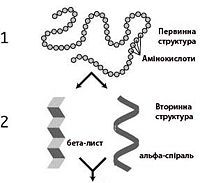 1
Первинна
структура
Амінокислоти
2
Вторинна
структура
бета-лист
альфа-спіраль